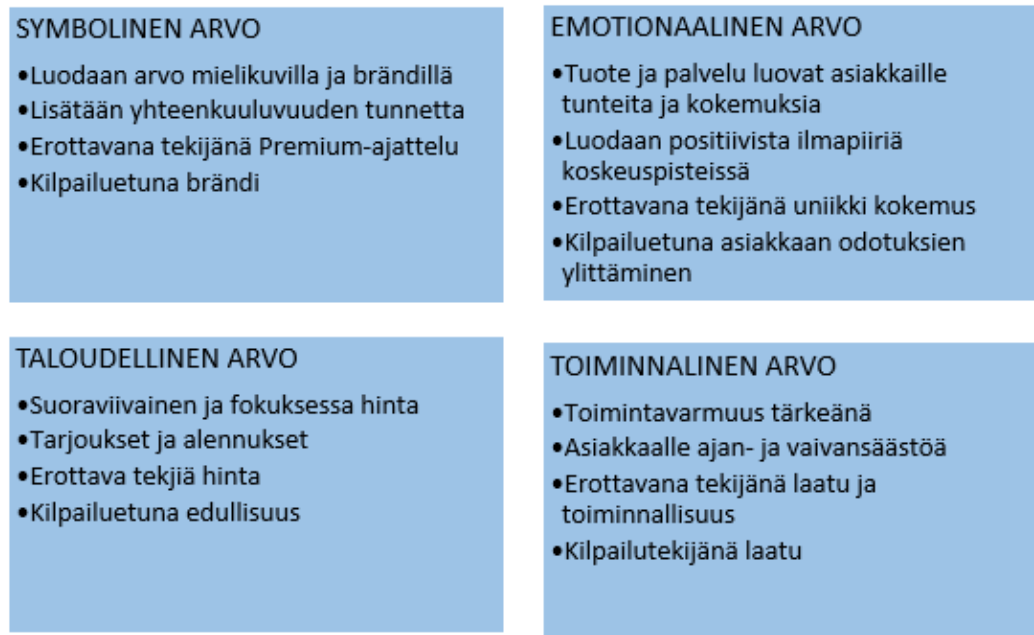 SYMBOLINEN ARVO
•Luodaan arvo mielikuvilla ja brändillä
•Lisätään yhteenkuuluvuuden tunnetta
•Erottavana tekijänä Premium-ajattelu
•Kilpailuetuna brändi
EMOTIONAALINEN ARVO
•Tuote ja palvelu luovat asiakkaille
tunteita ja kokemuksia
•Luodaan positiivista ilmapiiriä
koskeuspisteissä
•Erottavana tekijänä uniikki kokemus
•Kilpailuetuna asiakkaan odotuksien
ylittäminen
TALOUDELLINEN ARVO
•Suoraviivainen ja fokuksessa hinta
•Tarjoukset ja alennukset
•Erottava tekjiä hinta
•Kilpailuetuna edullisuus
TOIMINNALINEN ARVO
•Toimintavarmuus tärkeänä
•Asiakkaalle ajan- ja vaivansäästöä
•Erottavana tekijänä laatu ja
toiminnallisuus
•Kilpailutekijänä laatu